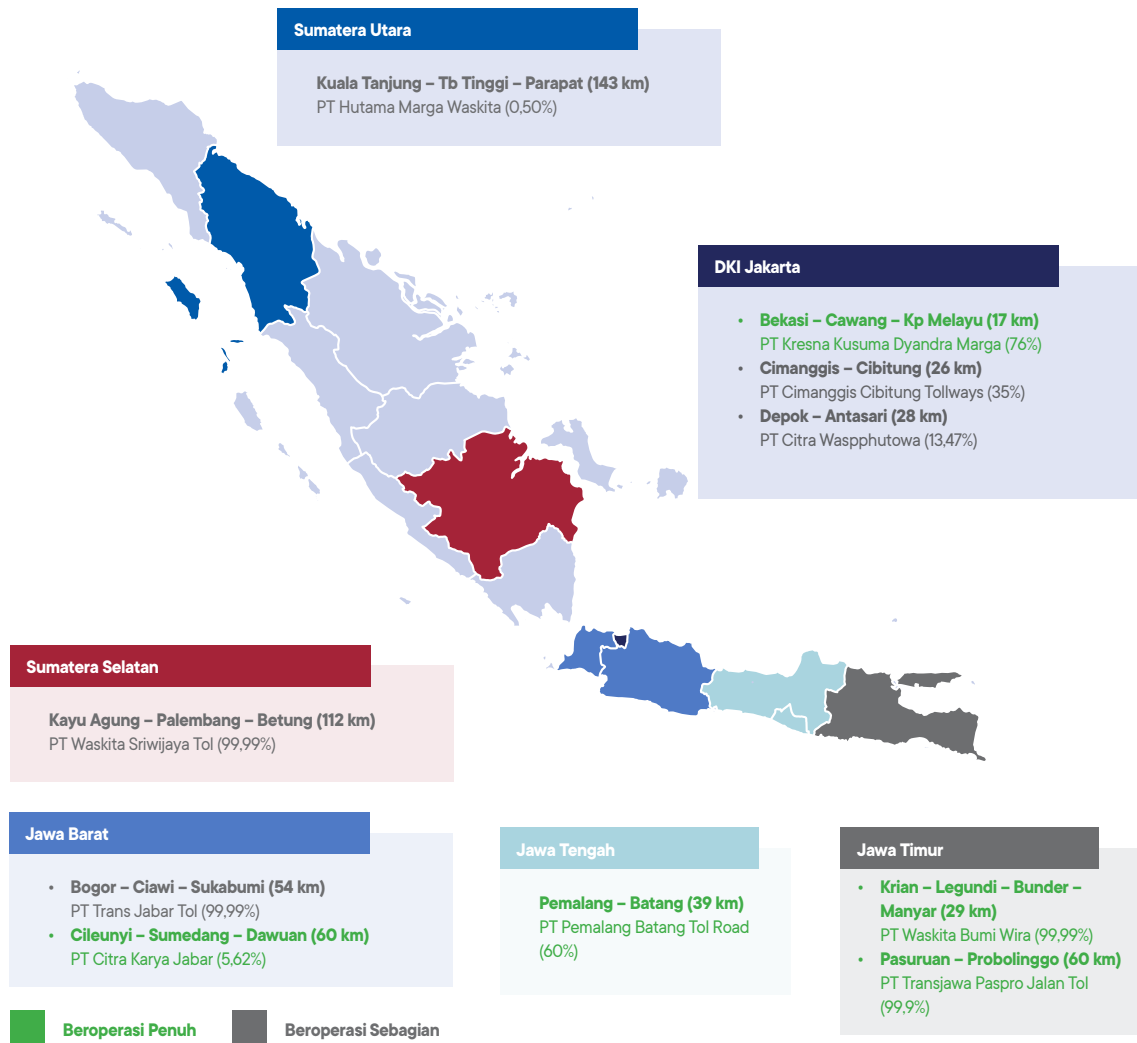 Sumatera Utara
Kuala Tanjung – Tb Tinggi – Parapat (143 km)
PT Hutama Marga Waskita (0,50%)
DKI Jakarta
• Bekasi – Cawang – Kp Melayu (17 km)
PT Kresna Kusuma Dyandra Marga (76%)
• Cimanggis – Cibitung (26 km)
PT Cimanggis Cibitung Tollways (35%)
• Depok – Antasari (28 km)
PT Citra Waspphutowa (13,47%)
Sumatera Selatan
Kayu Agung – Palembang – Betung (112 km)
PT Waskita Sriwijaya Tol (99,99%)
Jawa Barat
• Bogor – Ciawi – Sukabumi (54 km)
PT Trans Jabar Tol (99,99%)
• Cileunyi – Sumedang – Dawuan (60 km)
PT Citra Karya Jabar (5,62%)
Jawa Tengah
Pemalang – Batang (39 km)
PT Pemalang Batang Tol Road
(60%)
Jawa Timur
• Krian – Legundi – Bunder –
Manyar (29 km)
PT Waskita Bumi Wira (99,99%)
• Pasuruan – Probolinggo (60 km)
PT Transjawa Paspro Jalan Tol
(99,9%)
Beroperasi Penuh
Beroperasi Sebagian